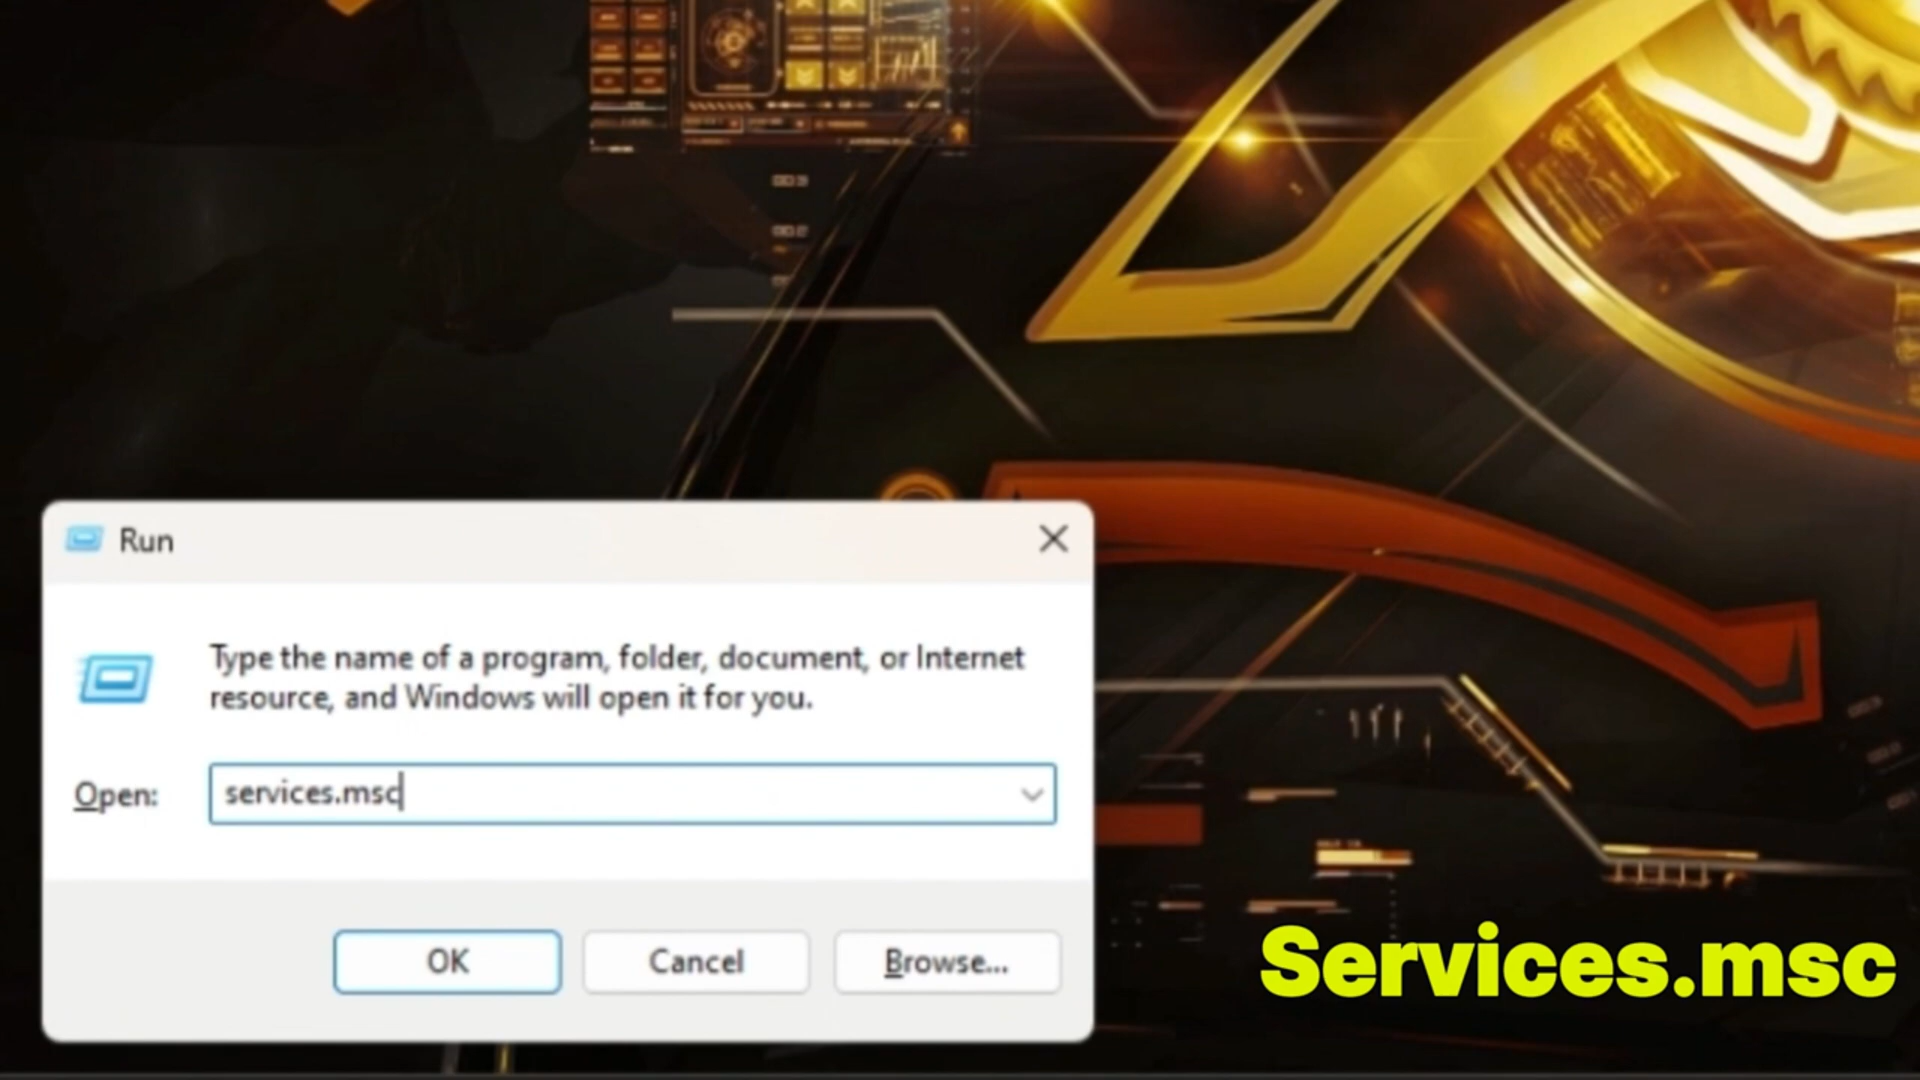 Run
Type the name of a program, folder, document, or Internet
resource, and Windows will open it for you.
Open:
services.msc
OK
Cancel
Browse...
Services.msc